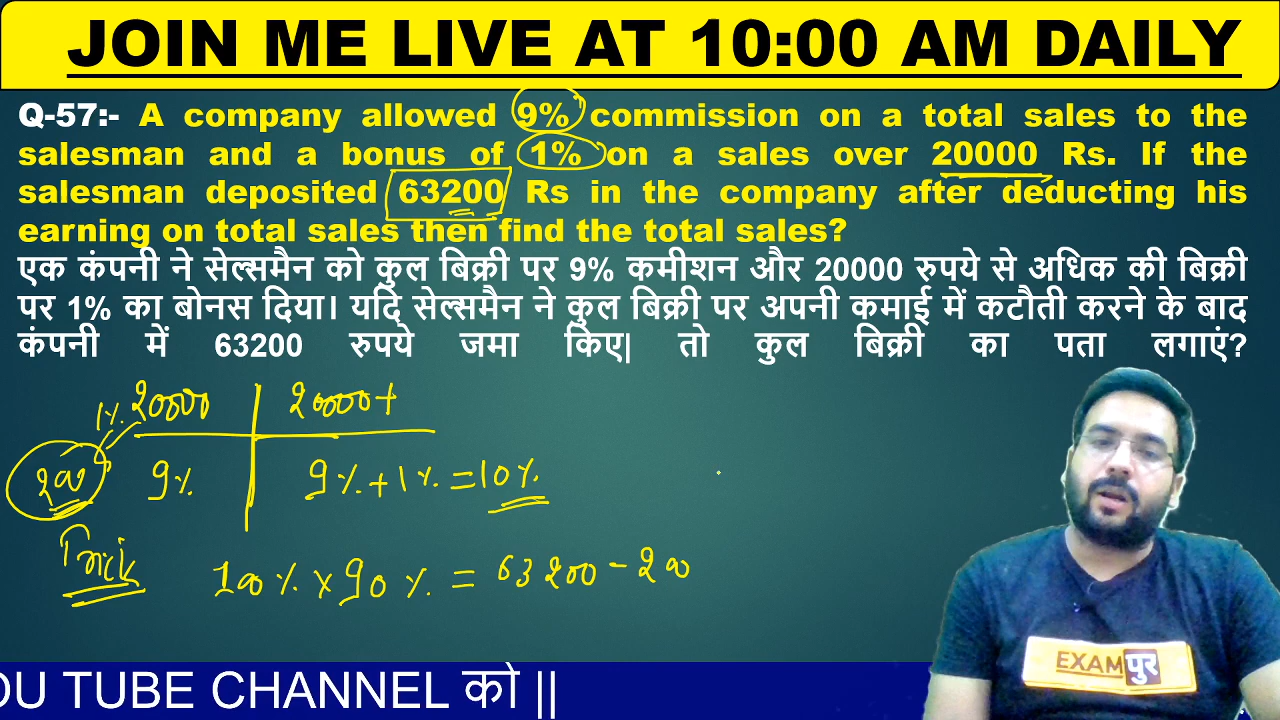 JOIN ME LIVE AT 10:00 AM DAILY
Q-57:- A company allowed 9% commission on a total sales to the
salesman and a bonus of 1% on a sales over 20000 Rs. If the
salesman deposited 63200 Rs in the company after deducting his
earning on total sales then find the total sales?
एक कंपनी ने सेल्समैन को कुल बिक्री पर 9% कमीशन और 20000 रुपये से अधिक की बिक्री
पर 1% का बोनस दिया। यदि सेल्समैन ने कुल बिक्री पर अपनी कमाई में कटौती करने के बाद
कंपनी में 63200 रुपये जमा किए| तो कुल बिक्री का पता लगाएं?
1% 20000 20000+
200 9% 9%+1%=10%
Trick 100% × 90% = 63200-200
EXAMपुर
OU TUBE CHANNEL को ||